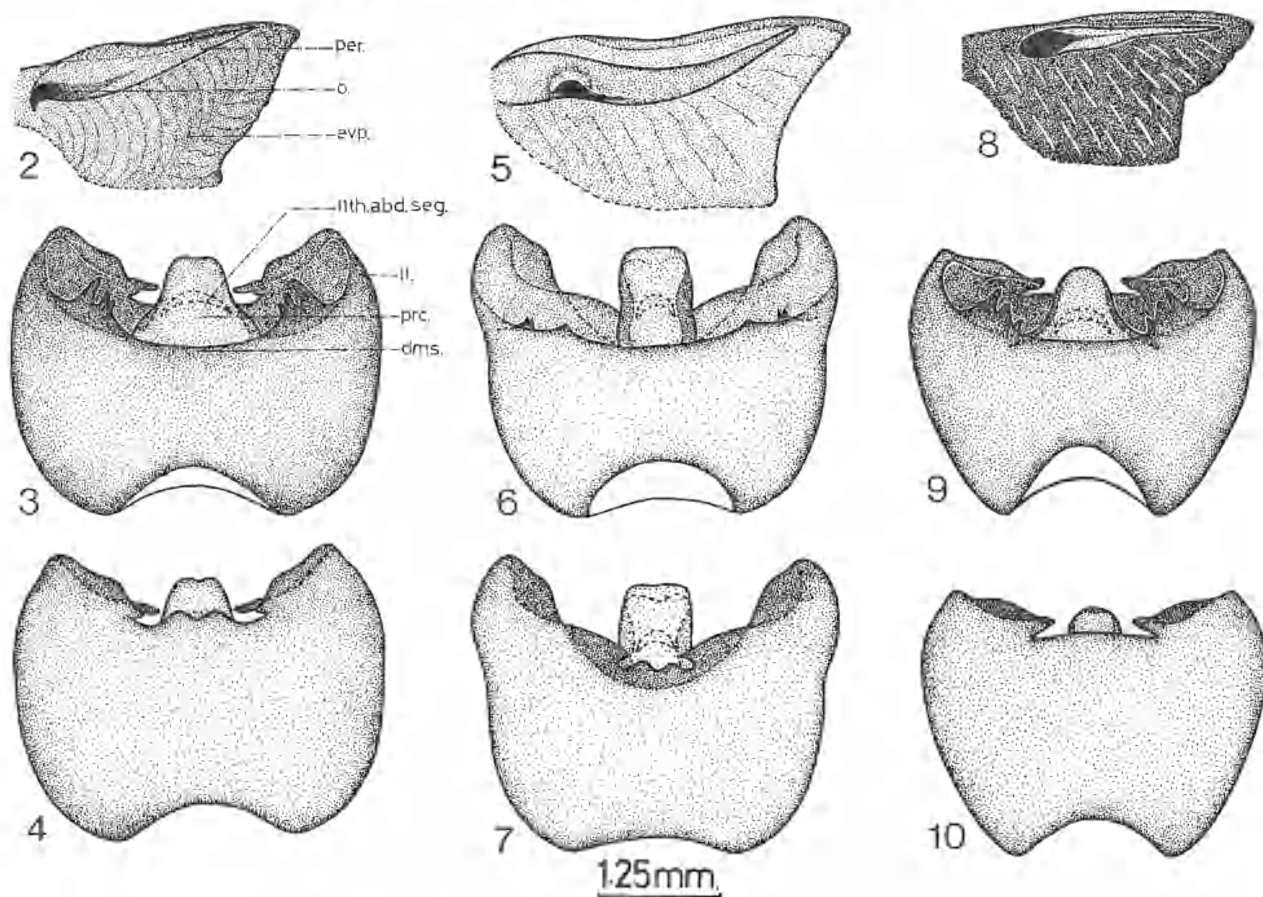 per.
o.
evp.
2
5
8
11th.abd.seg.
ll.
prc.
dms.
3
6
9
4
7
10
1.25mm.